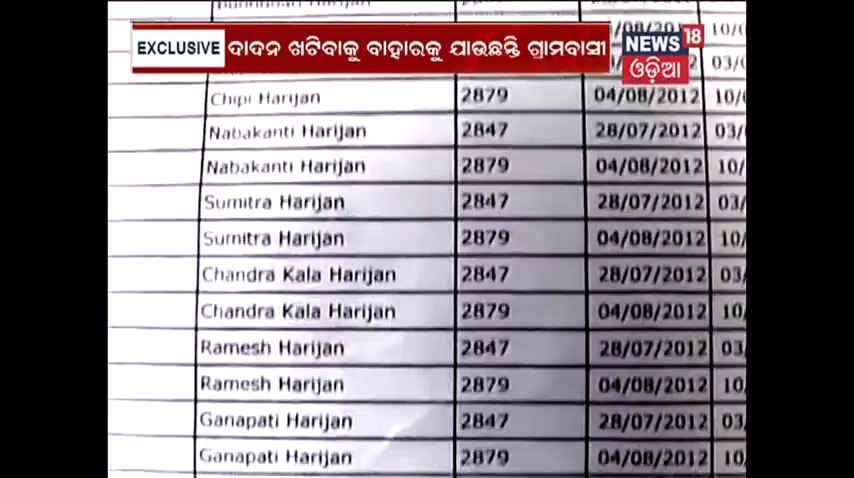 EXCLUSIVE ଦାଦନ ଖଟିବାକୁ ବାହାରକୁ ଯାଉଛନ୍ତି ଗ୍ରାମବାସୀ
NEWS 18
ଓଡ଼ିଆ
Chipi Harijan 2879 04/08/2012
Nabakanti Harijan 2847 28/07/2012
Nabakanti Harijan 2879 04/08/2012
Sumitra Harijan 2847 28/07/2012
Sumitra Harijan 2879 04/08/2012
Chandra Kala Harijan 2847 28/07/2012
Chandra Kala Harijan 2879 04/08/2012
Ramesh Harijan 2847 28/07/2012
Ramesh Harijan 2879 04/08/2012
Ganapati Harijan 2847 28/07/2012
Ganapati Harijan 2879 04/08/2012